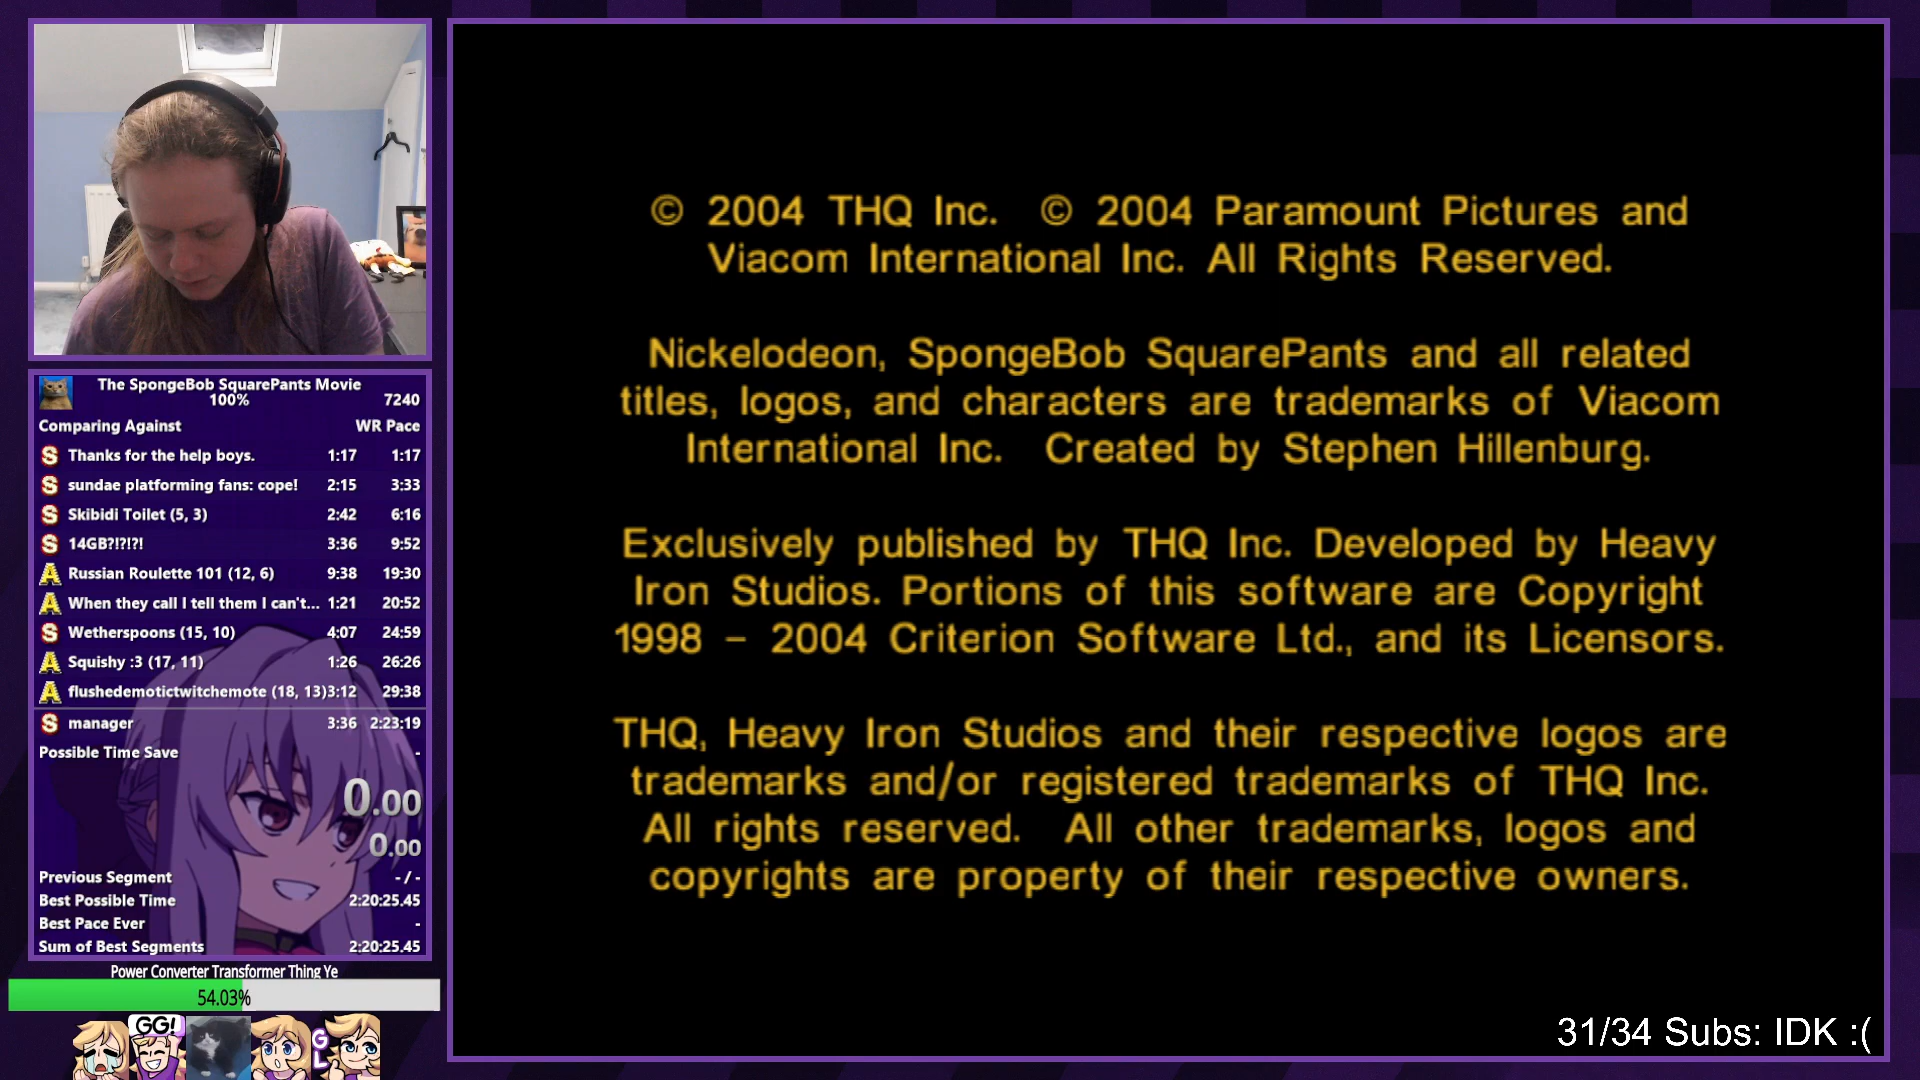 The SpongeBob SquarePants Movie
100% 7240
Comparing Against WR Pace
S Thanks for the help boys. 1:17 1:17
S sundae platforming fans: cope! 2:15 3:33
S Skibidi Toilet (5, 3) 2:42 6:16
S 14GB?!?!?! 3:36 9:52
A Russian Roulette 101 (12, 6) 9:38 19:30
A When they call I tell them I can't... 1:21 20:52
S Wetherspoons (15, 10) 4:07 24:59
A Squishy :3 (17, 11) 1:26 26:26
A flushedemotictwitchemote (18, 13) 3:12 29:38
S manager 3:36 2:23:19
Possible Time Save -
0.00
0.00
Previous Segment - / -
Best Possible Time 2:20:25.45
Best Pace Ever -
Sum of Best Segments 2:20:25.45
Power Converter Transformer Thing Ye
54.03%
GG!
GL
© 2004 THQ Inc. © 2004 Paramount Pictures and
Viacom International Inc. All Rights Reserved.
Nickelodeon, SpongeBob SquarePants and all related
titles, logos, and characters are trademarks of Viacom
International Inc. Created by Stephen Hillenburg.
Exclusively published by THQ Inc. Developed by Heavy
Iron Studios. Portions of this software are Copyright
1998 - 2004 Criterion Software Ltd., and its Licensors.
THQ, Heavy Iron Studios and their respective logos are
trademarks and/or registered trademarks of THQ Inc.
All rights reserved. All other trademarks, logos and
copyrights are property of their respective owners.
31/34 Subs: IDK :(